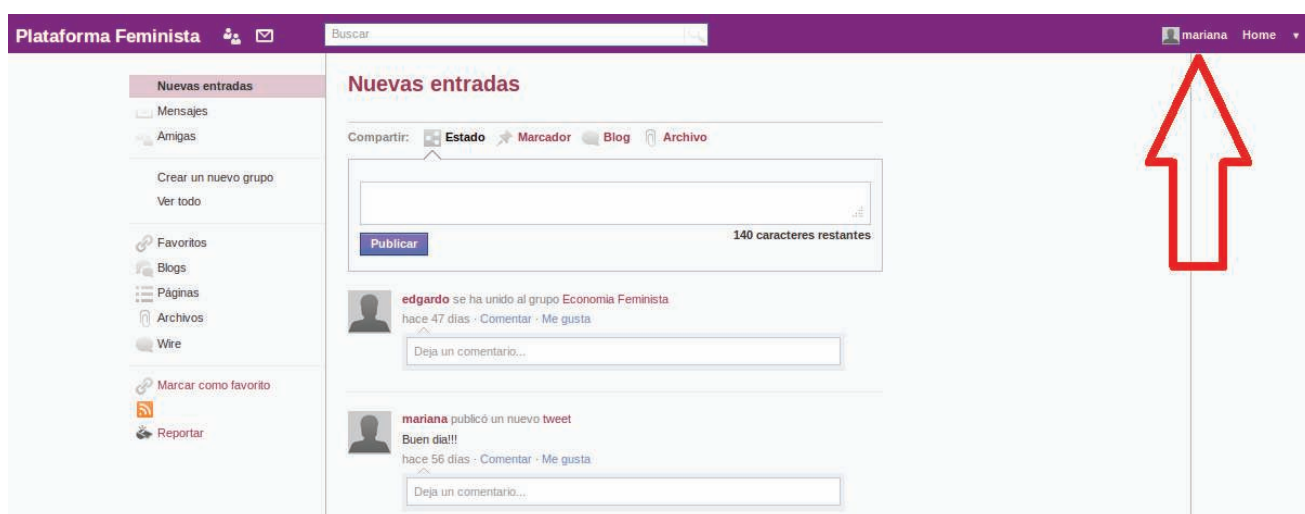 Plataforma Feminista
Buscar
mariana Home
Nuevas entradas
Mensajes
Amigas
Crear un nuevo grupo
Ver todo
Favoritos
Blogs
Páginas
Archivos
Wire
Marcar como favorito
Reportar
Nuevas entradas
Compartir: Estado Marcador Blog Archivo
Publicar
140 caracteres restantes
edgardo se ha unido al grupo Economia Feminista
hace 47 días · Comentar · Me gusta
Deja un comentario...
mariana publicó un nuevo tweet
Buen dia!!!
hace 56 días · Comentar · Me gusta
Deja un comentario...